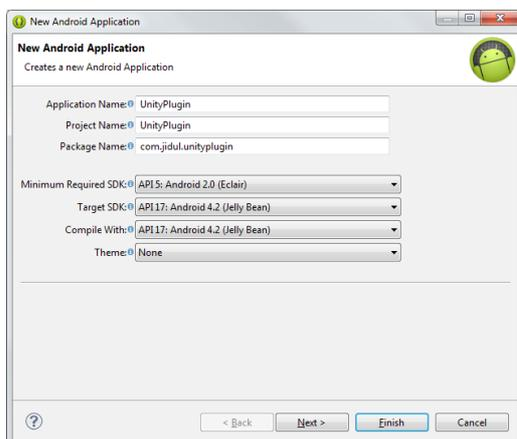 New Android Application
New Android Application
Creates a new Android Application
Application Name: UnityPlugin
Project Name: UnityPlugin
Package Name: com.jidul.unityplugin
Minimum Required SDK: API 5: Android 2.0 (Eclair)
Target SDK: API 17: Android 4.2 (Jelly Bean)
Compile With: API 17: Android 4.2 (Jelly Bean)
Theme: None
? < Back Next > Finish Cancel